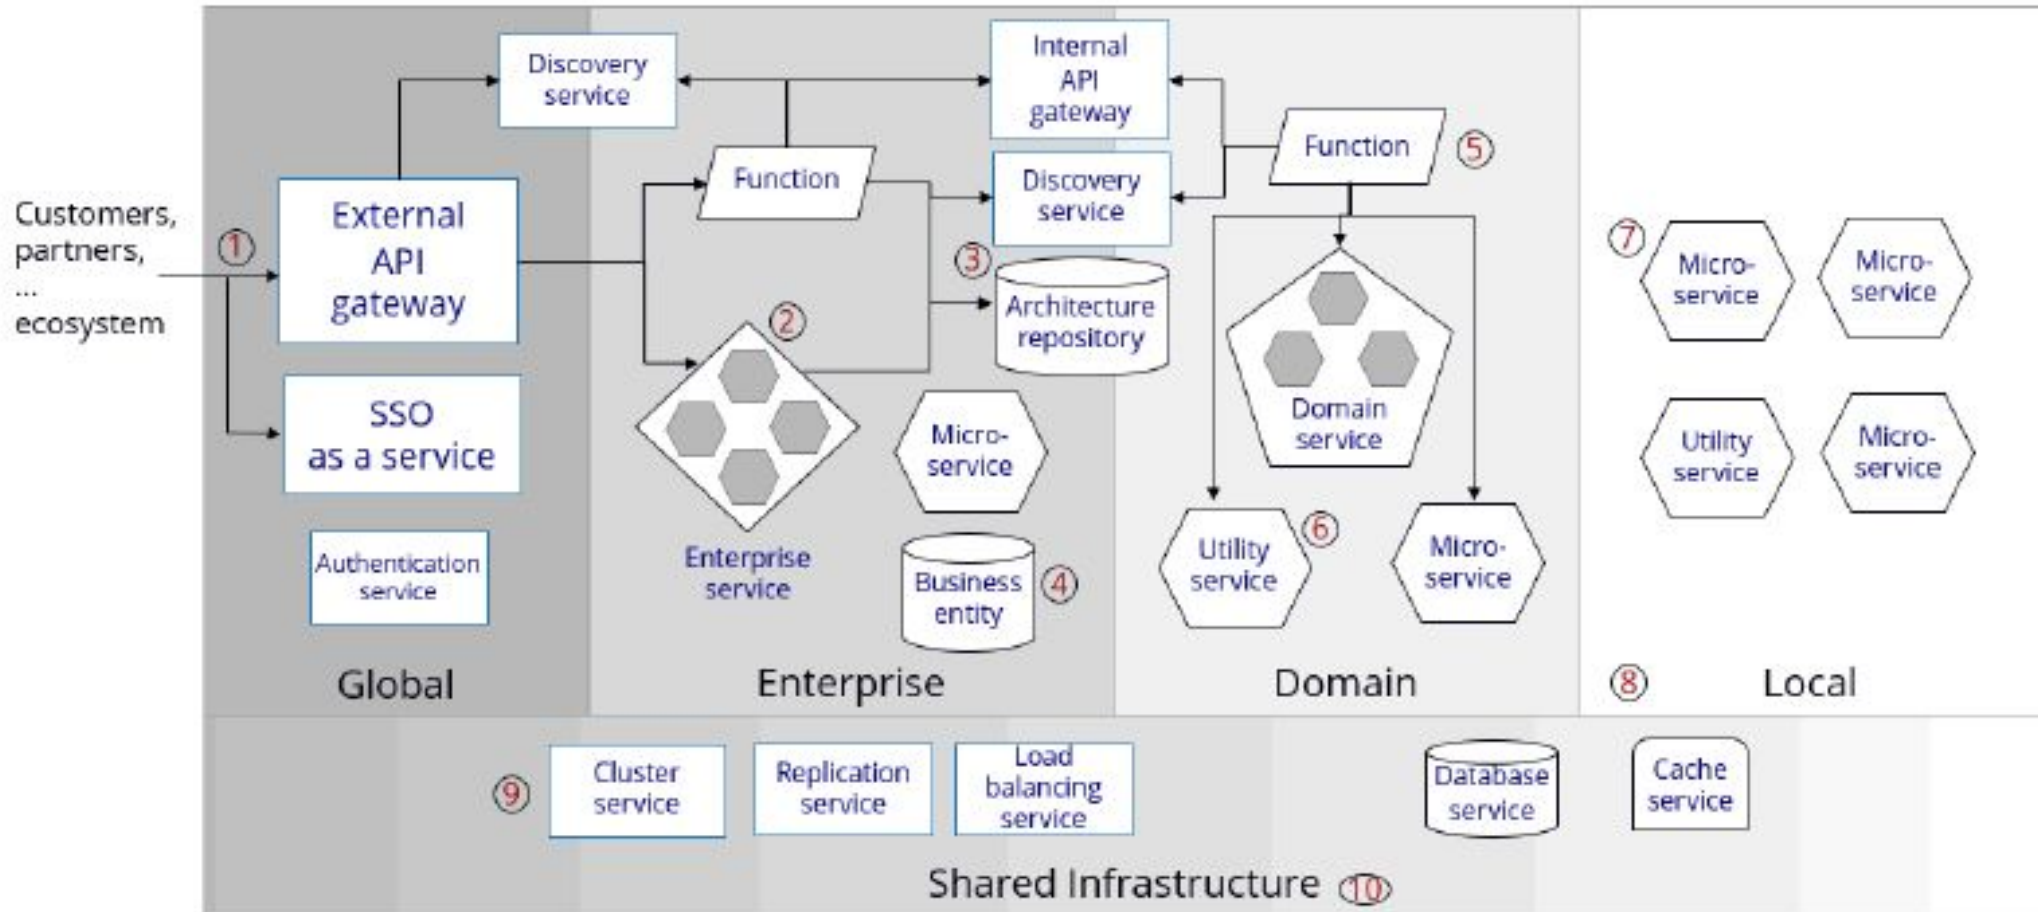 Customers,
partners,
...
ecosystem
1
External
API
gateway
SSO
as a service
Authentication
service
Global
Discovery
service
Function
2
Enterprise
service
Micro-
service
Business
entity
4
Enterprise
Internal
API
gateway
Discovery
service
3
Architecture
repository
Function
5
Domain
service
Utility
service
6
Micro-
service
Domain
7
Micro-
service
Micro-
service
Utility
service
Micro-
service
8
Local
9
Cluster
service
Replication
service
Load
balancing
service
Database
service
Cache
service
Shared Infrastructure 10